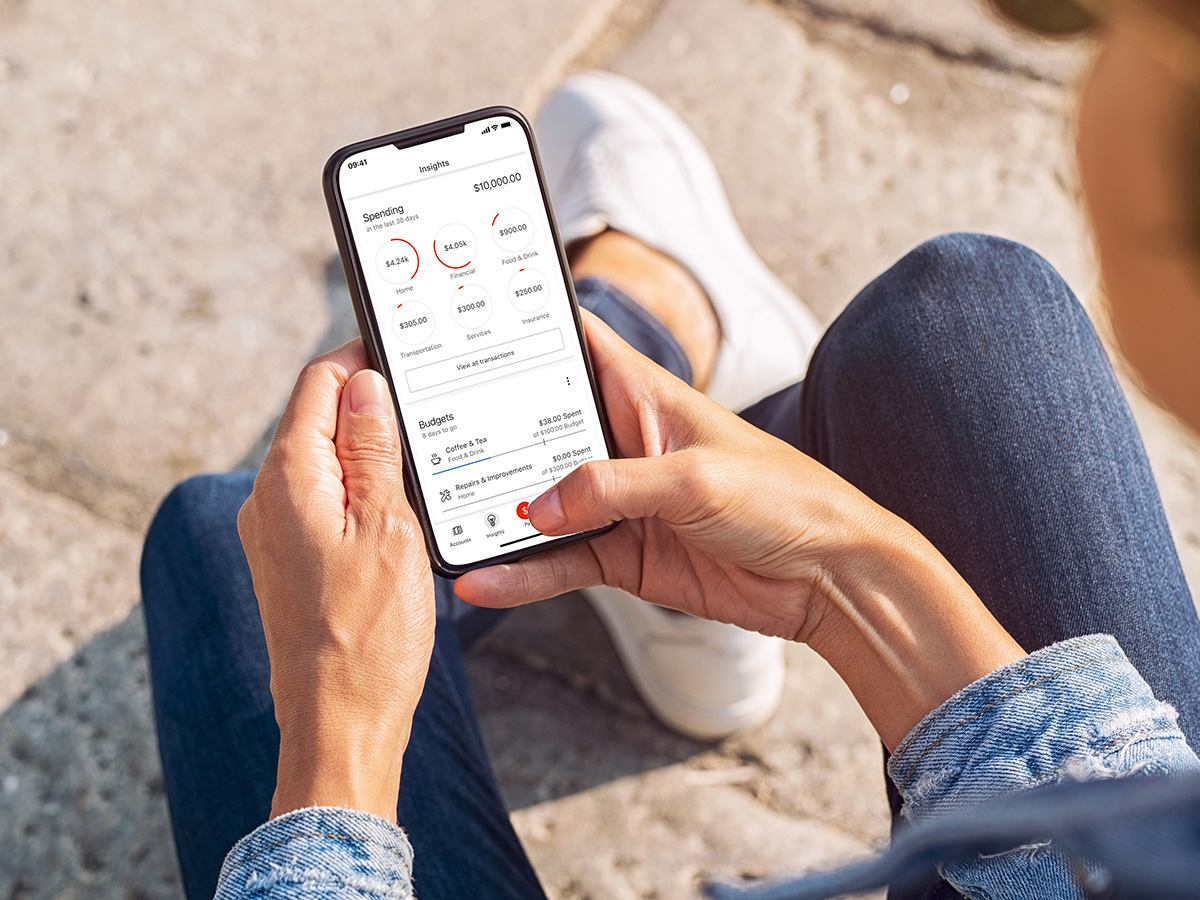 09:41
Insights
Spending
$10,000.00
in the last 30 days
$4.24k
$4.05k
$900.00
Home
Financial
Food & Drink
$305.00
$300.00
$250.00
Transportation
Services
Insurance
View all transactions
Budgets
8 days to go
Coffee & Tea
$38.00 Spent
Food & Drink
of $100.00 Budget
Repairs & Improvements
$0.00 Spent
Home
of $300.00 Budget
$
Accounts
Insights